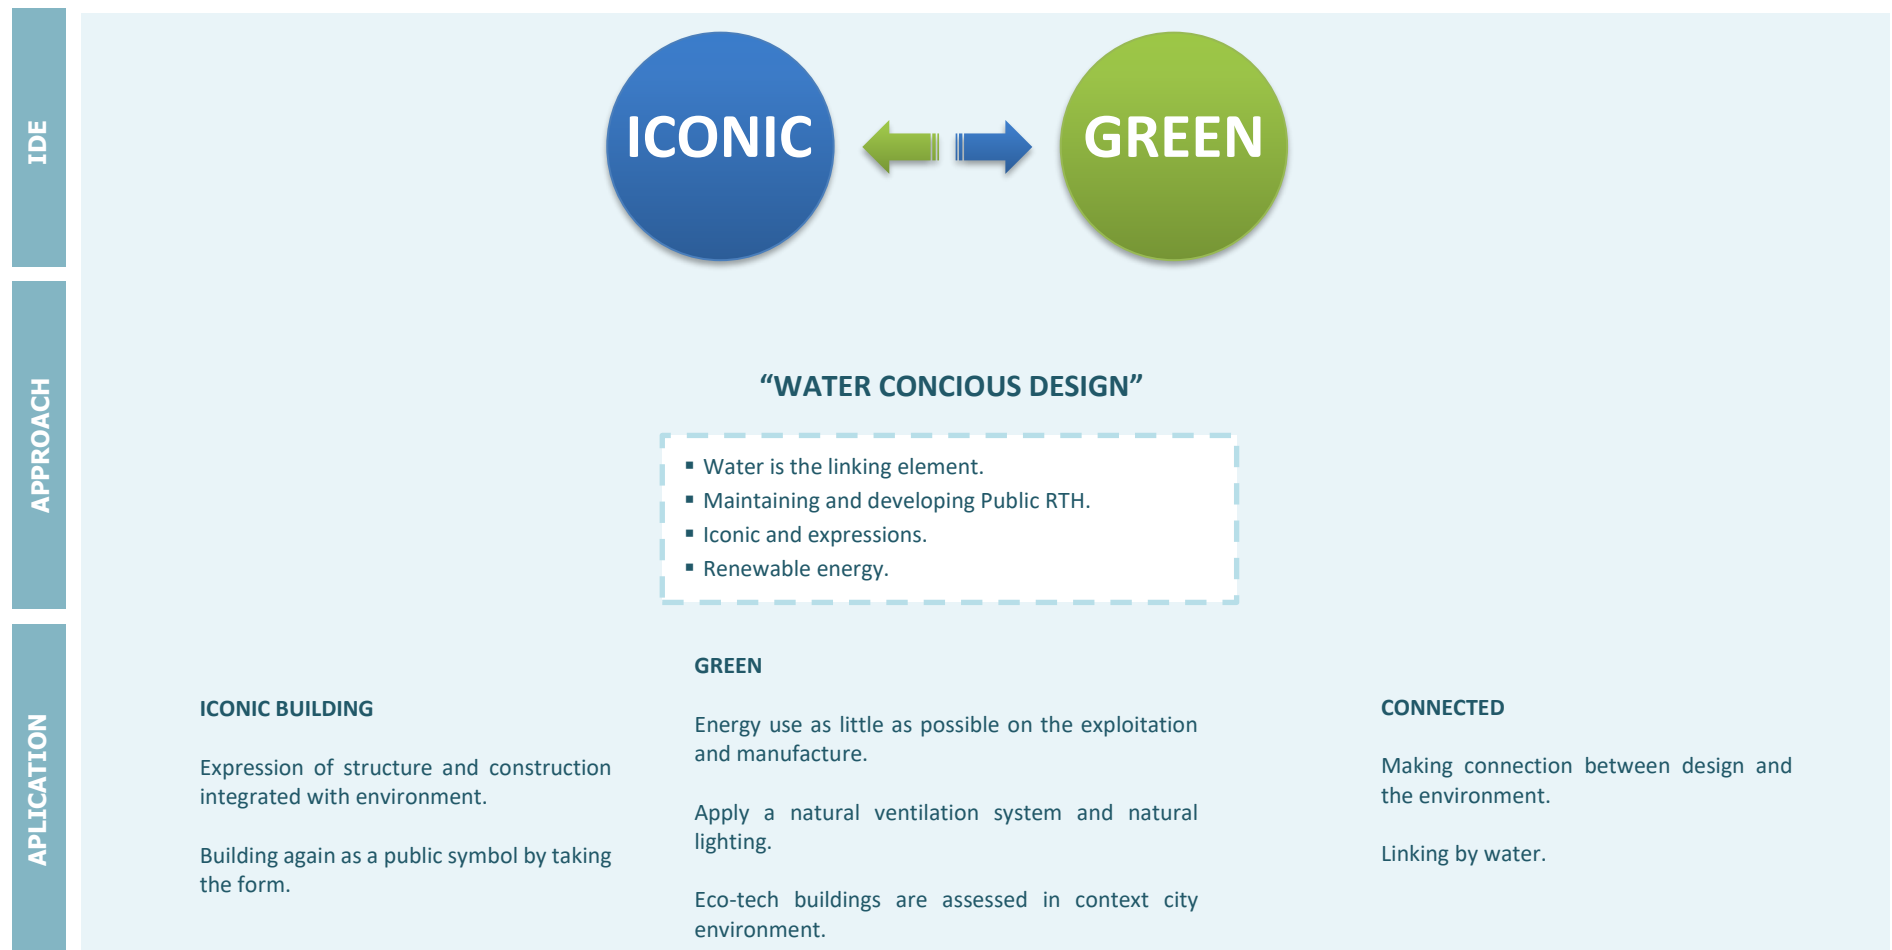 IDE
ICONIC
GREEN
APPROACH
“WATER CONCIOUS DESIGN”
▪ Water is the linking element.
▪ Maintaining and developing Public RTH.
▪ Iconic and expressions.
▪ Renewable energy.
APLICATION
ICONIC BUILDING
Expression of structure and construction
integrated with environment.
Building again as a public symbol by taking
the form.
GREEN
Energy use as little as possible on the exploitation
and manufacture.
Apply a natural ventilation system and natural
lighting.
Eco-tech buildings are assessed in context city
environment.
CONNECTED
Making connection between design and
the environment.
Linking by water.